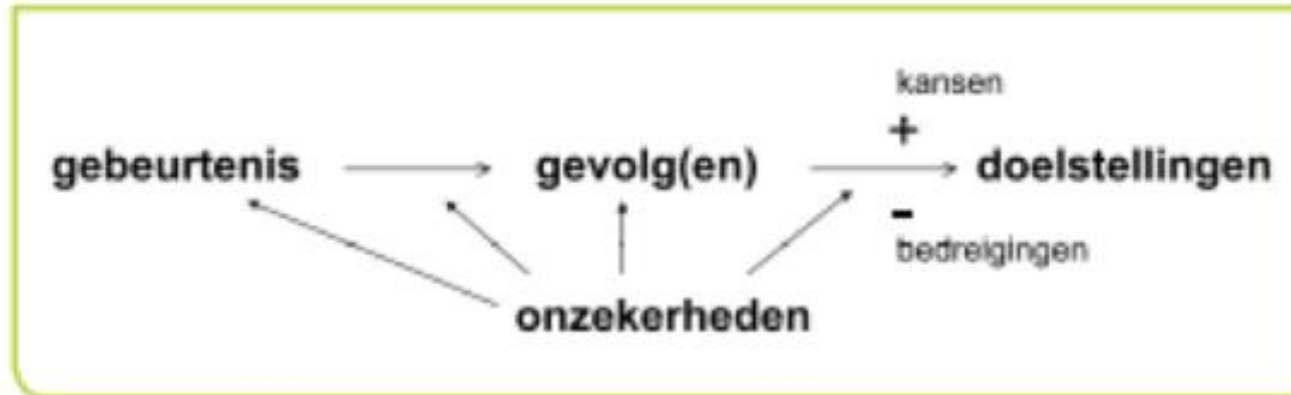 kansen
+
gebeurtenis gevolg(en) doelstellingen
-
bedreigingen
onzekerheden